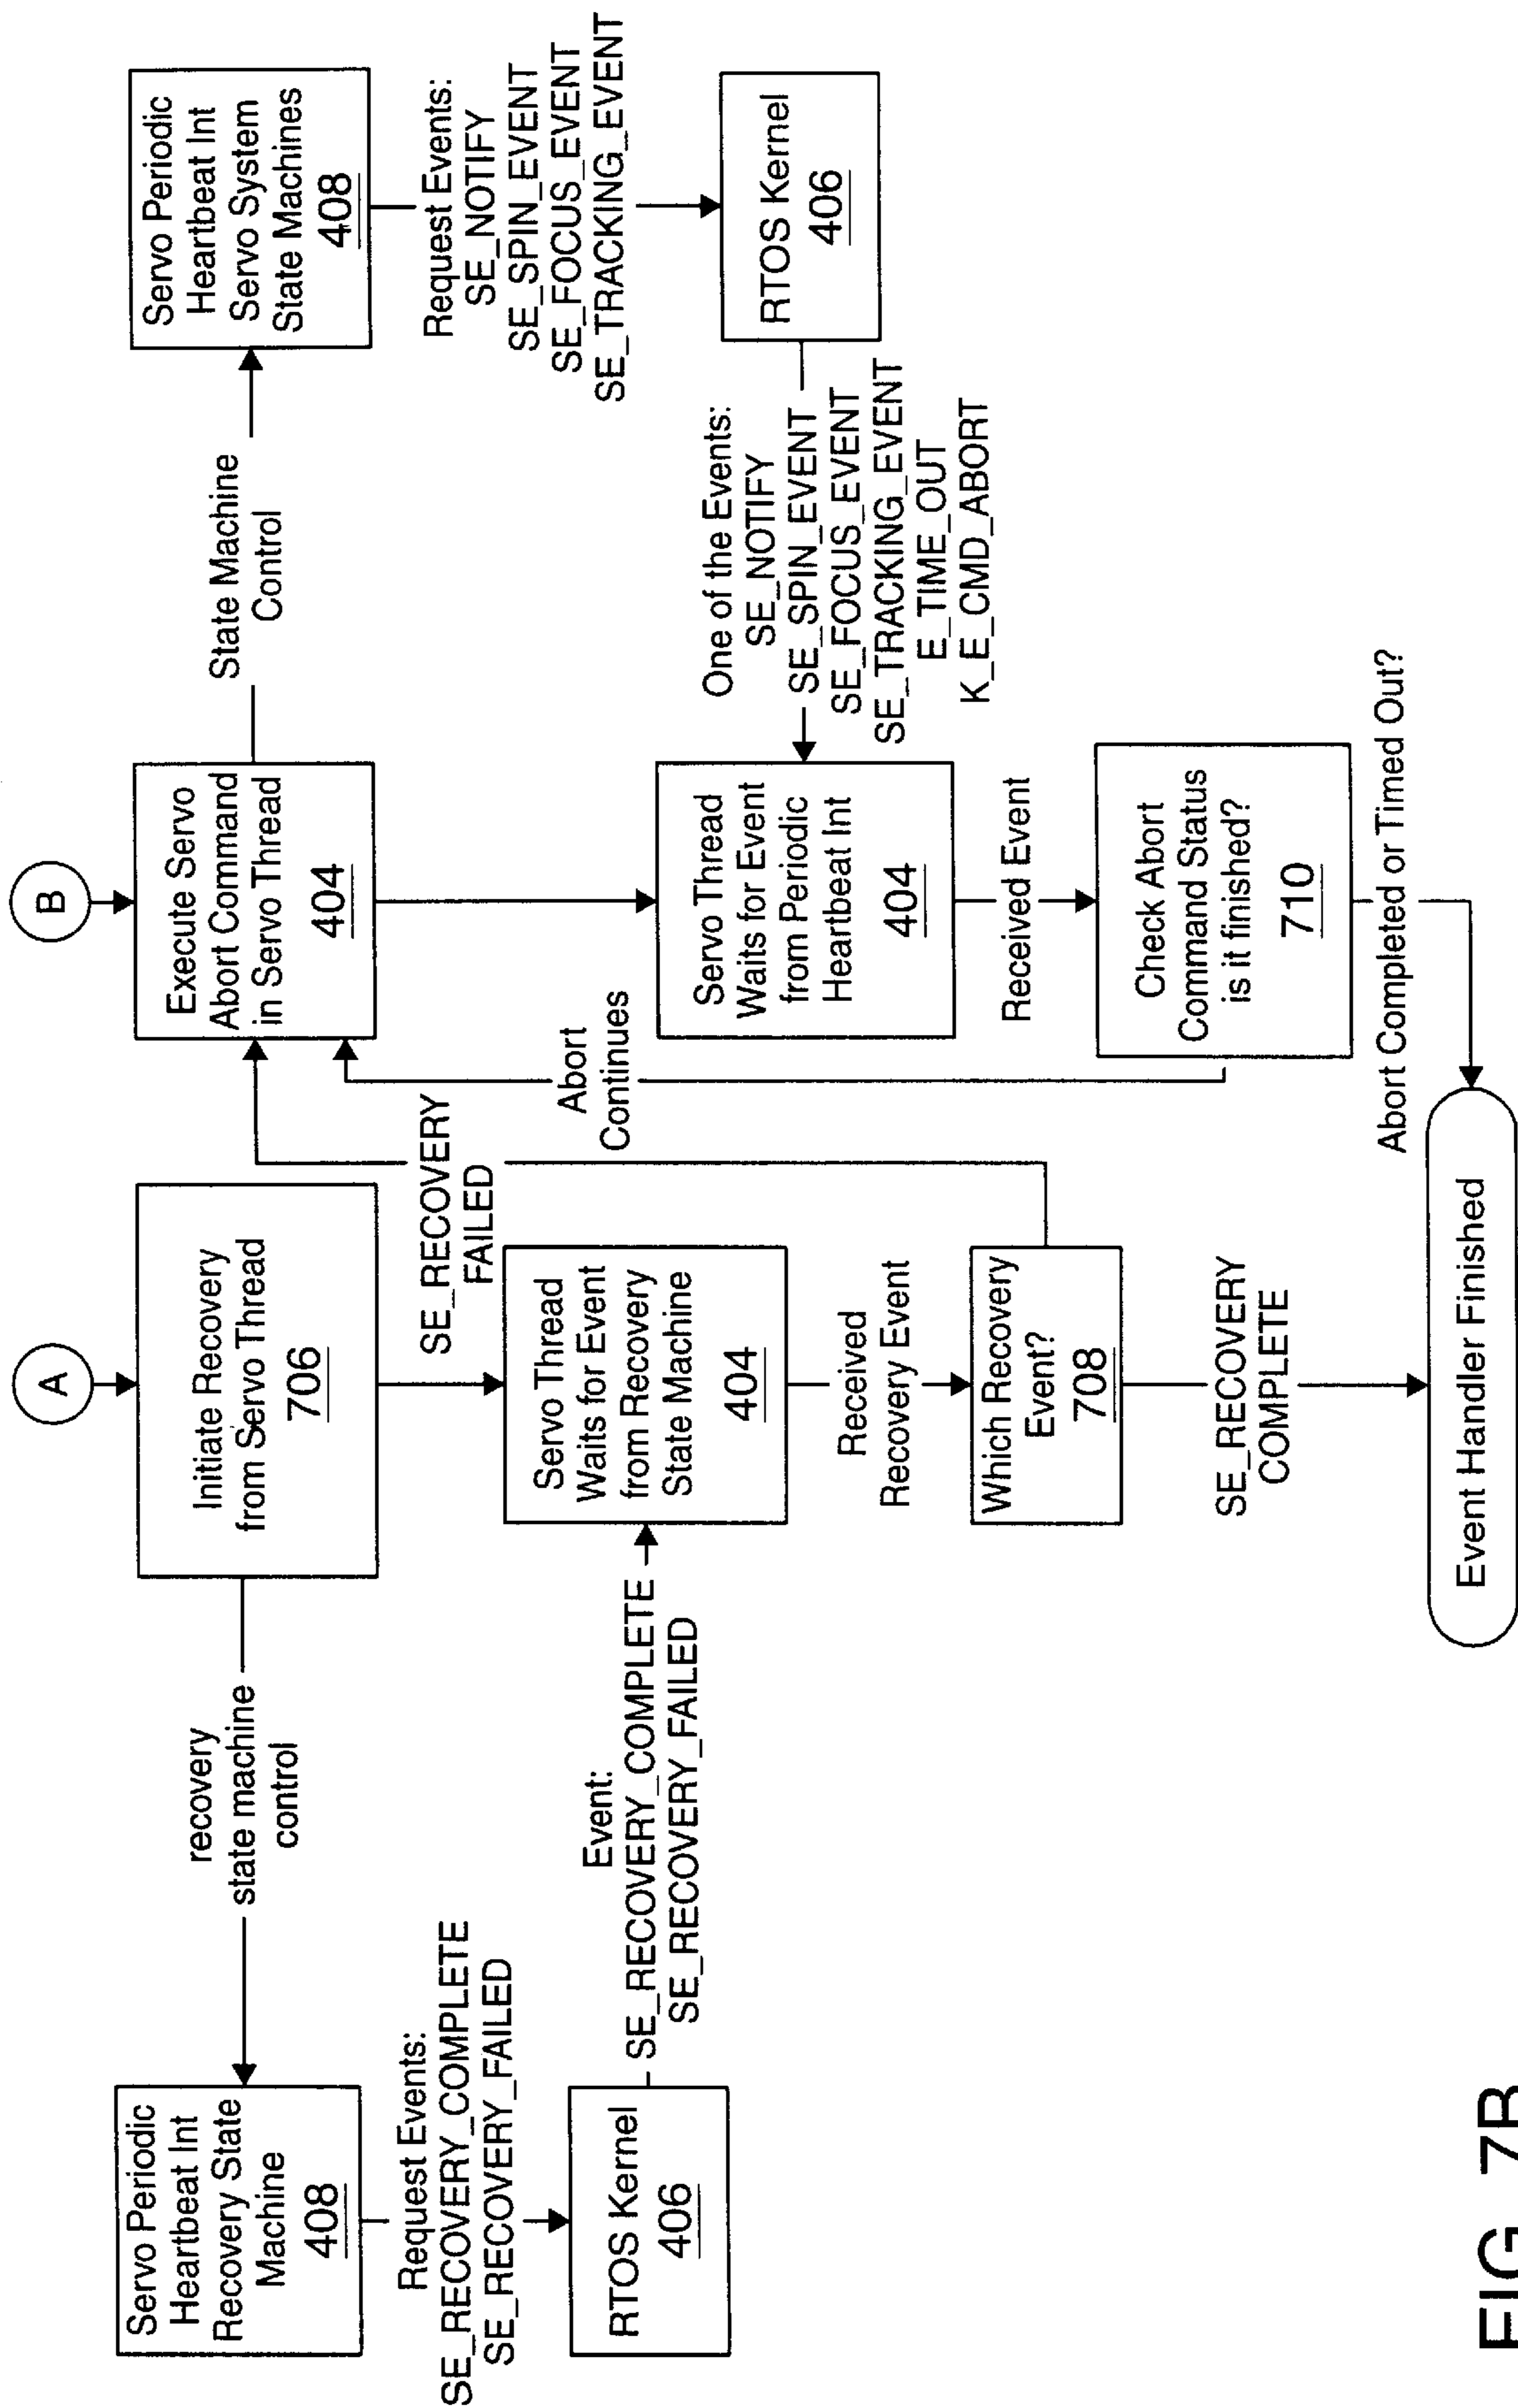 A
B
Servo Periodic
Heartbeat Int
Recovery State
Machine
408
recovery
state machine
control
Initiate Recovery
from Servo Thread
706
Execute Servo
Abort Command
in Servo Thread
404
State Machine
Control
Servo Periodic
Heartbeat Int
Servo System
State Machines
408
Request Events:
SE_RECOVERY_COMPLETE
SE_RECOVERY_FAILED
SE_RECOVERY
FAILED
Abort
Continues
Request Events:
SE_NOTIFY
SE_SPIN_EVENT
SE_FOCUS_EVENT
SE_TRACKING_EVENT
RTOS Kernel
406
Event:
SE_RECOVERY_COMPLETE
SE_RECOVERY_FAILED
Servo Thread
Waits for Event
from Recovery
State Machine
404
Servo Thread
Waits for Event
from Periodic
Heartbeat Int
404
One of the Events:
SE_NOTIFY
SE_SPIN_EVENT
SE_FOCUS_EVENT
SE_TRACKING_EVENT
E_TIME_OUT
K_E_CMD_ABORT
RTOS Kernel
406
Received
Recovery Event
Received Event
Which Recovery
Event?
708
Check Abort
Command Status
is it finished?
710
SE_RECOVERY
COMPLETE
Abort Completed or Timed Out?
Event Handler Finished
FIG. 7B